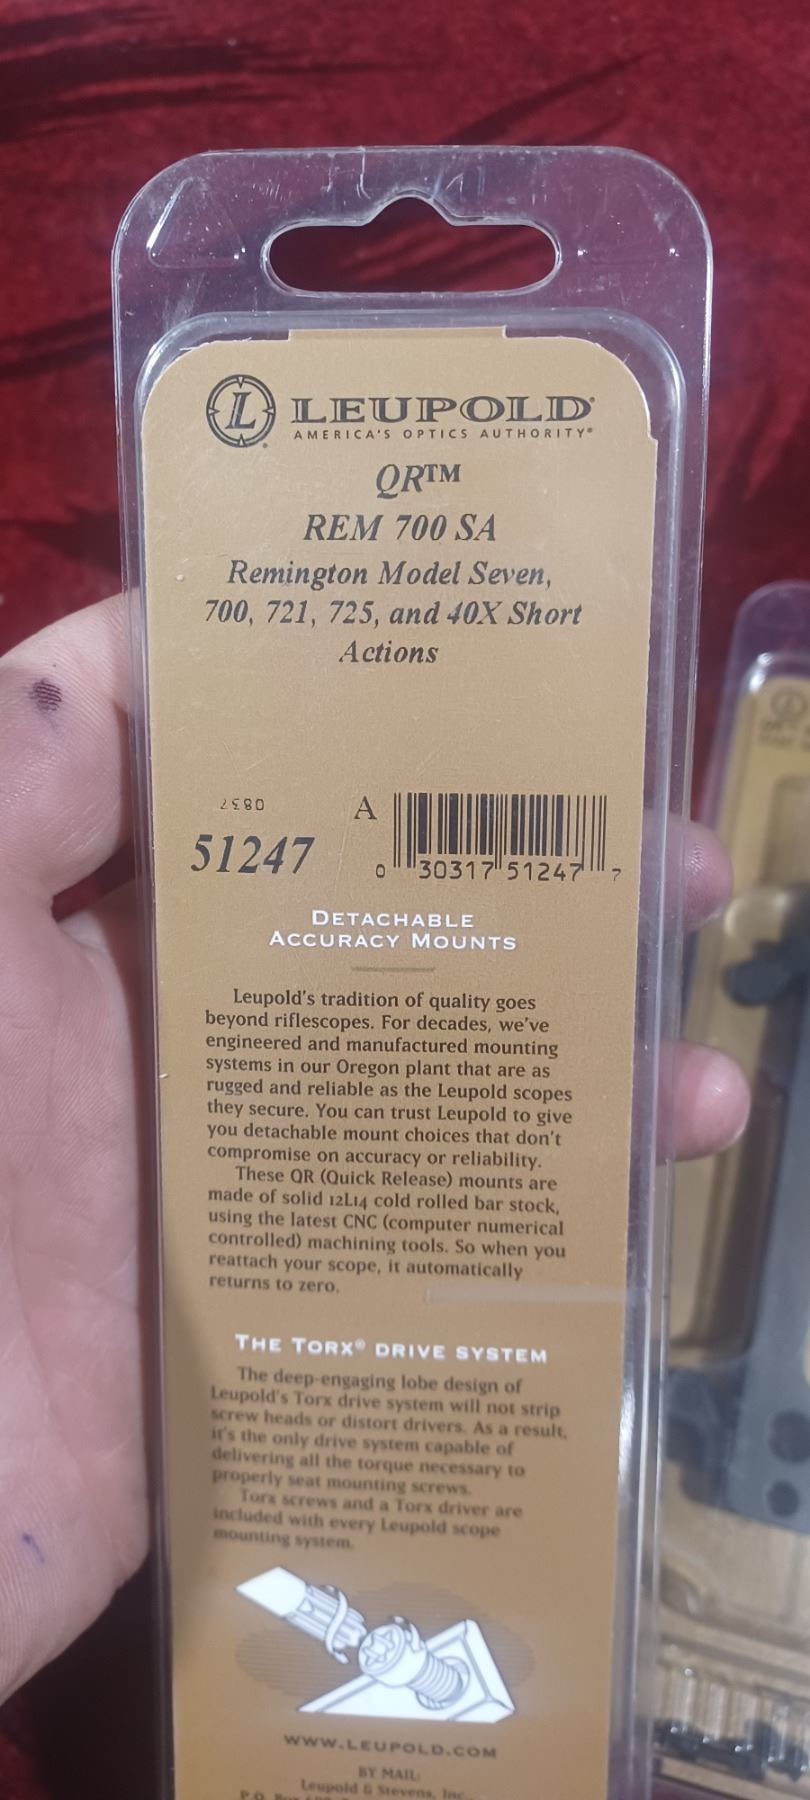 L LEUPOLD®
AMERICA'S OPTICS AUTHORITY®
QR™
REM 700 SA
Remington Model Seven,
700, 721, 725, and 40X Short
Actions
0837
51247
A
0 30317 51247 7
DETACHABLE
ACCURACY MOUNTS
Leupold's tradition of quality goes
beyond riflescopes. For decades, we've
engineered and manufactured mounting
systems in our Oregon plant that are as
rugged and reliable as the Leupold scopes
they secure. You can trust Leupold to give
you detachable mount choices that don't
compromise on accuracy or reliability.
These QR (Quick Release) mounts are
made of solid 12L14 cold rolled bar stock,
using the latest CNC (computer numerical
controlled) machining tools. So when you
reattach your scope, it automatically
returns to zero.
THE TORX® DRIVE SYSTEM
The deep-engaging lobe design of
Leupold's Torx drive system will not strip
screw heads or distort drivers. As a result,
it's the only drive system capable of
delivering all the torque necessary to
properly seat mounting screws.
Torx screws and a Torx driver are
included with every Leupold scope
mounting system.
WWW.LEUPOLD.COM
BY MAIL:
Leupold & Stevens, Inc.
P.O. Box